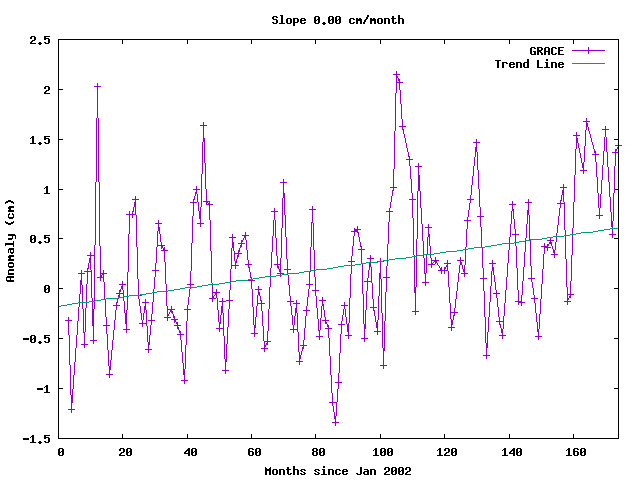 Slope 0.00 cm/month
GRACE
Trend Line
2.5
2
1.5
1
0.5
0
-0.5
-1
-1.5
Anomaly (cm)
0 20 40 60 80 100 120 140 160
Months since Jan 2002